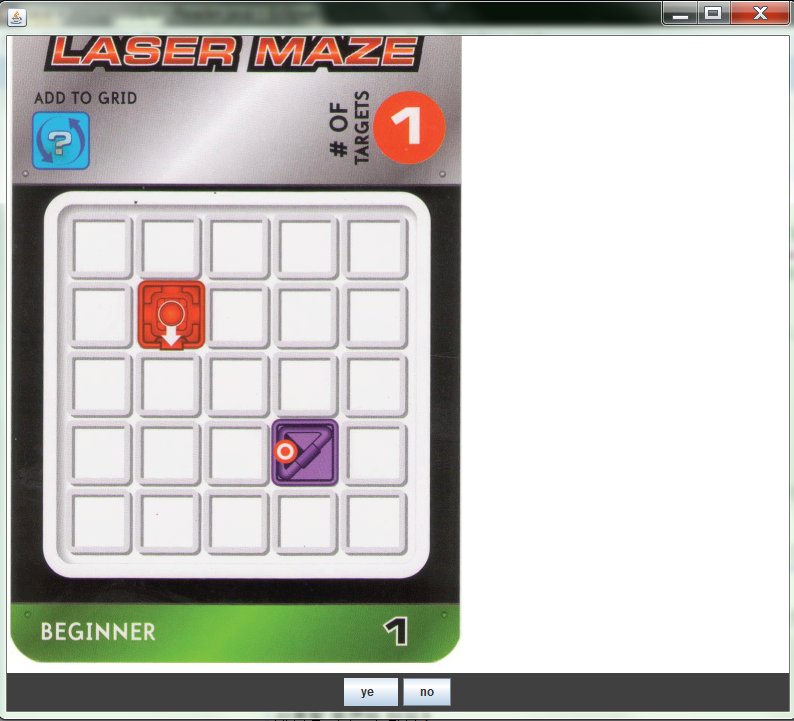 LASER MAZE
ADD TO GRID
?
# OF
TARGETS
1
BEGINNER
1
ye
no